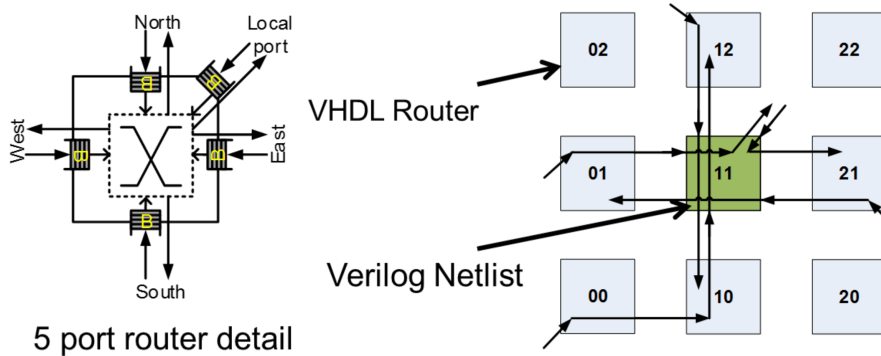 North
Local
port
B
B
West
B
B
East
B
South
5 port router detail
02
12
22
VHDL Router
01
11
21
Verilog Netlist
00
10
20